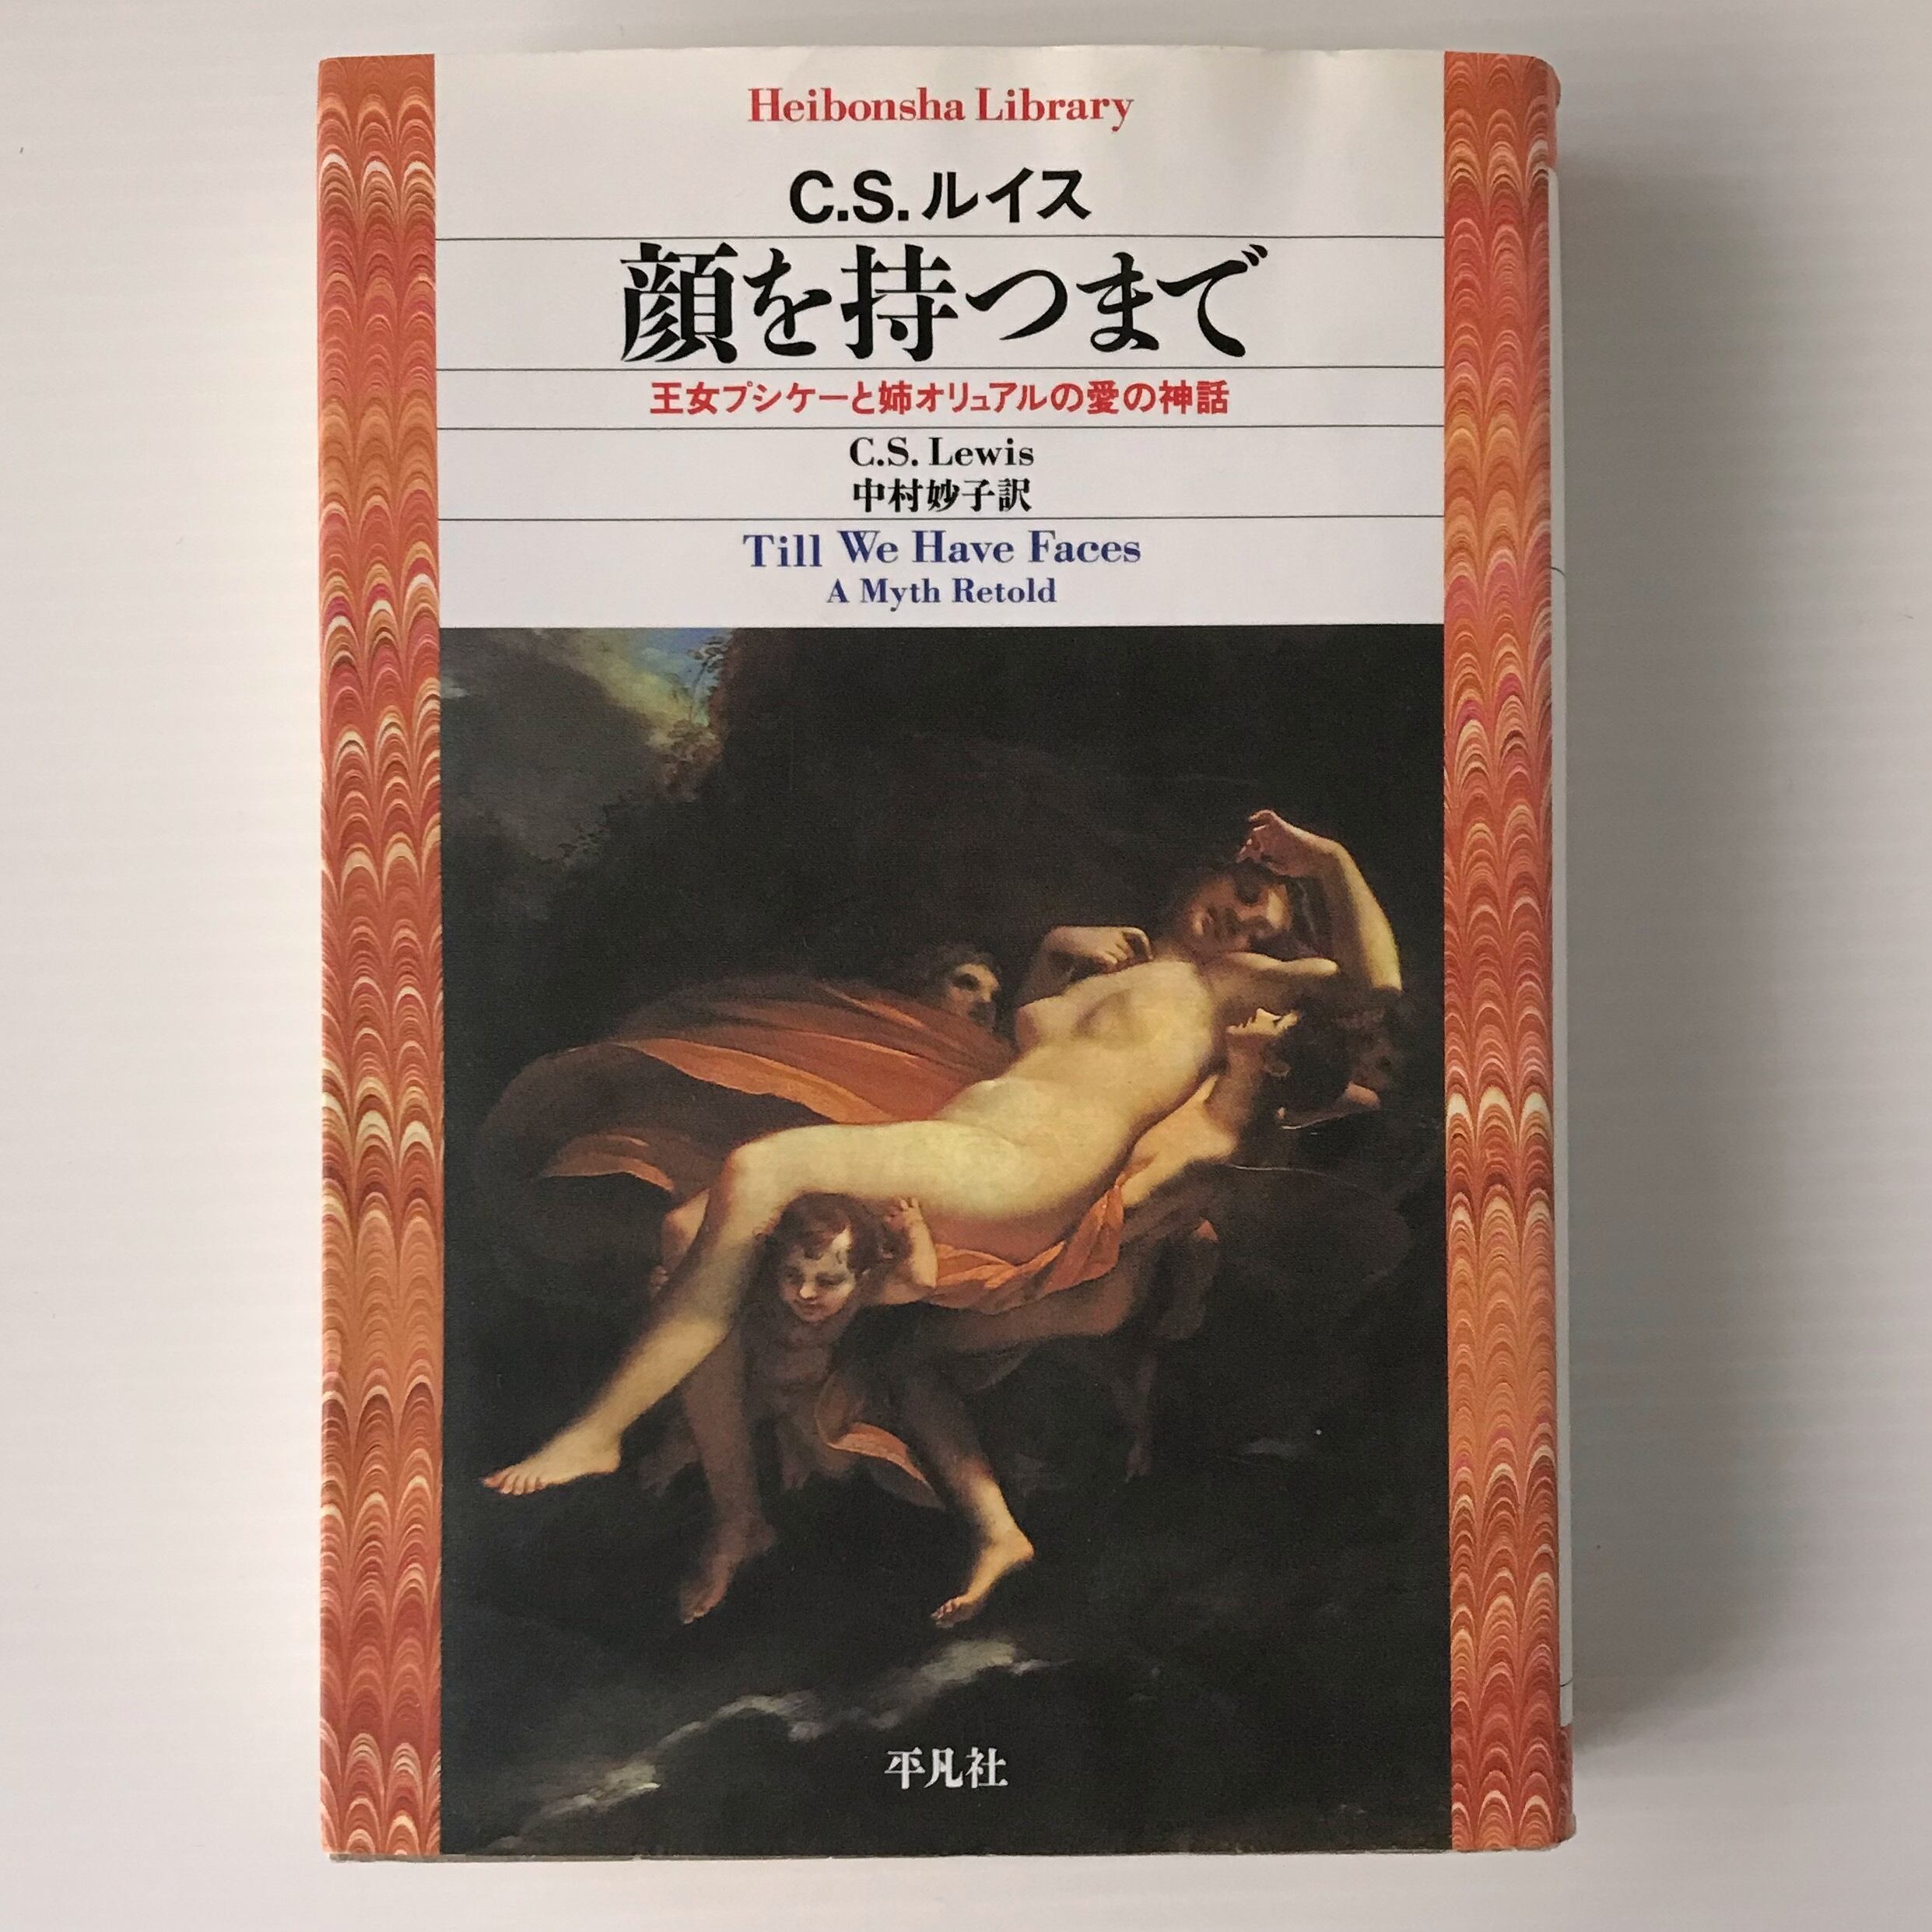 Heibonsha Library
C.S.ルイス
顔を持つまで
王女プシケーと姉オリュアルの愛の神話
C.S. Lewis
中村妙子訳
Till We Have Faces
A Myth Retold
平凡社